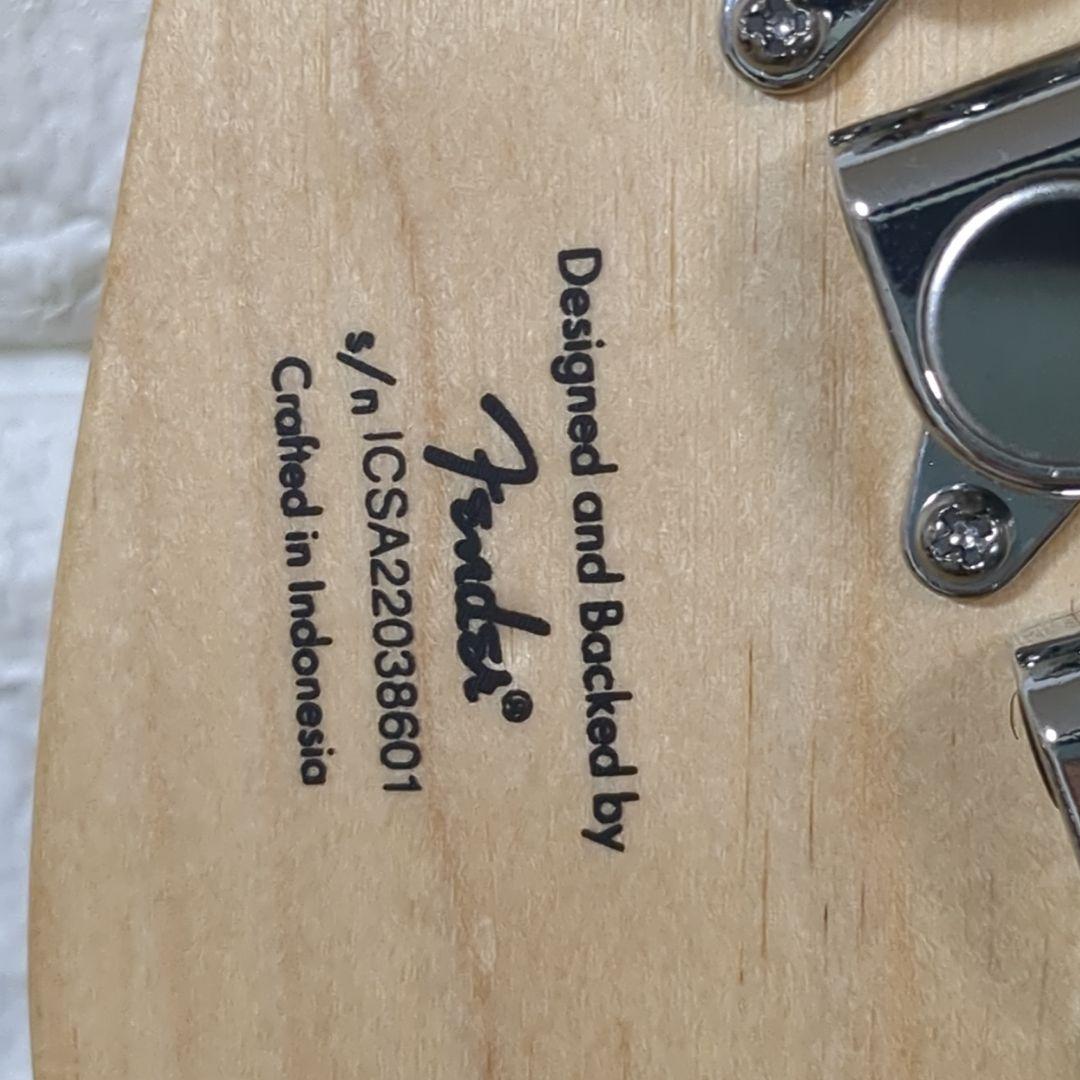 Designed and Backed by
Fender®
s/n ICSA22038601
Crafted in Indonesia